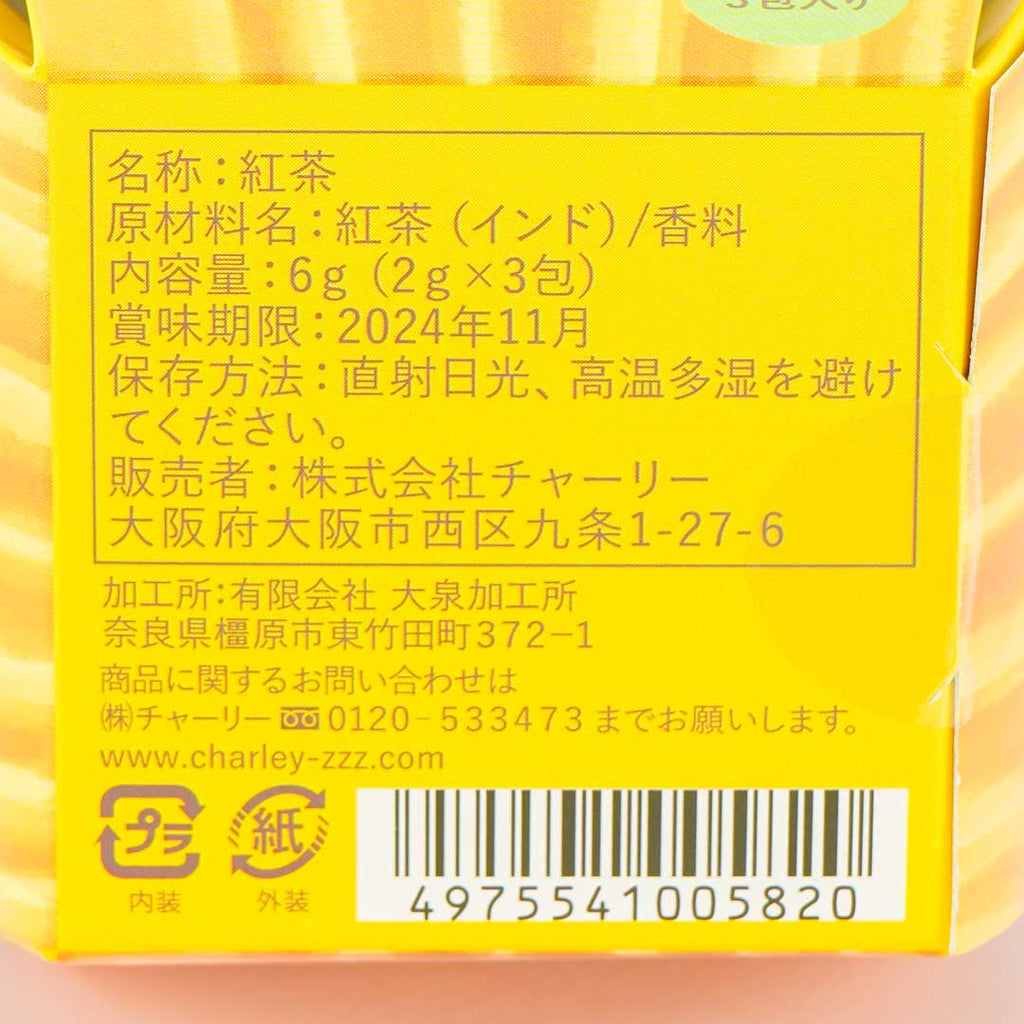 3包入り
名称：紅茶
原材料名：紅茶（インド）/香料
内容量：6g（2g×3包）
賞味期限：2024年11月
保存方法：直射日光、高温多湿を避け
てください。
販売者：株式会社チャーリー
大阪府大阪市西区九条1-27-6
加工所：有限会社 大泉加工所
奈良県橿原市東竹田町372−1
商品に関するお問い合わせは
㈱チャーリー 0120−533473 までお願いします。
www.charley-zzz.com
プラ 紙
内装 外装
4975541005820